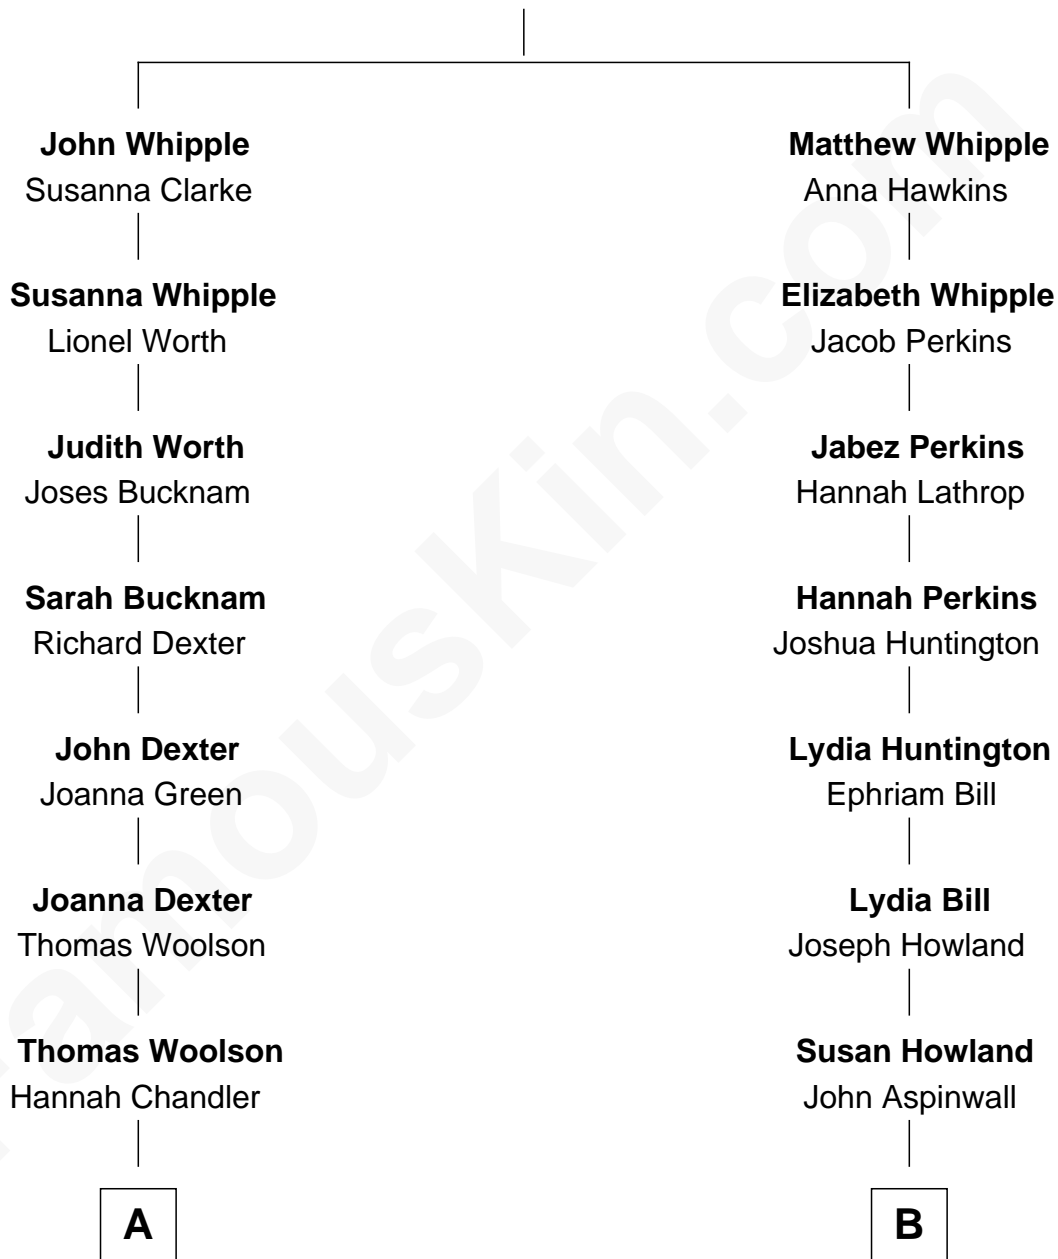 John Whipple
Susanna Clarke
Susanna Whipple
Lionel Worth
Judith Worth
Joses Bucknam
Sarah Bucknam
Richard Dexter
John Dexter
Joanna Green
Joanna Dexter
Thomas Woolson
Thomas Woolson
Hannah Chandler
A
Matthew Whipple
Anna Hawkins
Elizabeth Whipple
Jacob Perkins
Jabez Perkins
Hannah Lathrop
Hannah Perkins
Joshua Huntington
Lydia Huntington
Ephriam Bill
Lydia Bill
Joseph Howland
Susan Howland
John Aspinwall
B
FamousKin.com